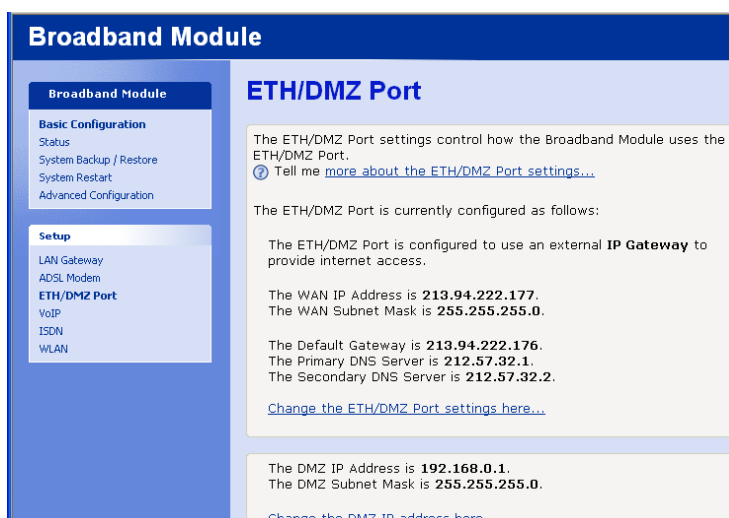 Broadband Module
Broadband Module
Basic Configuration
Status
System Backup / Restore
System Restart
Advanced Configuration
Setup
LAN Gateway
ADSL Modem
ETH/DMZ Port
VoIP
ISDN
WLAN
ETH/DMZ Port
The ETH/DMZ Port settings control how the Broadband Module uses the
ETH/DMZ Port.
? Tell me more about the ETH/DMZ Port settings...
The ETH/DMZ Port is currently configured as follows:
The ETH/DMZ Port is configured to use an external IP Gateway to
provide internet access.
The WAN IP Address is 213.94.222.177.
The WAN Subnet Mask is 255.255.255.0.
The Default Gateway is 213.94.222.176.
The Primary DNS Server is 212.57.32.1.
The Secondary DNS Server is 212.57.32.2.
Change the ETH/DMZ Port settings here...
The DMZ IP Address is 192.168.0.1.
The DMZ Subnet Mask is 255.255.255.0.
Change the DMZ IP address here